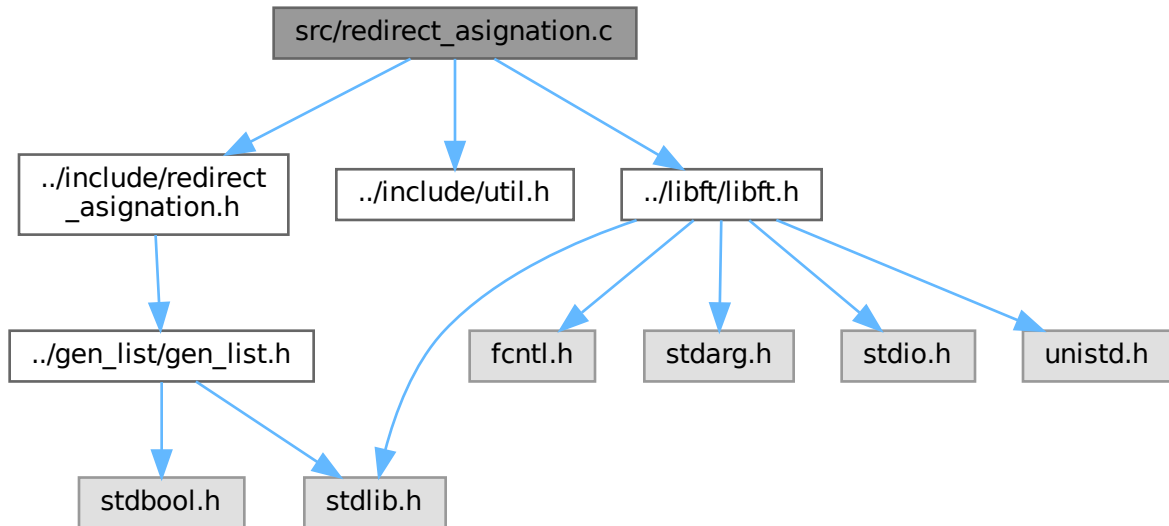 src/redirect_asignation.c
../include/redirect
_asignation.h
../include/util.h
../libft/libft.h
../gen_list/gen_list.h
fcntl.h
stdarg.h
stdio.h
unistd.h
stdbool.h
stdlib.h